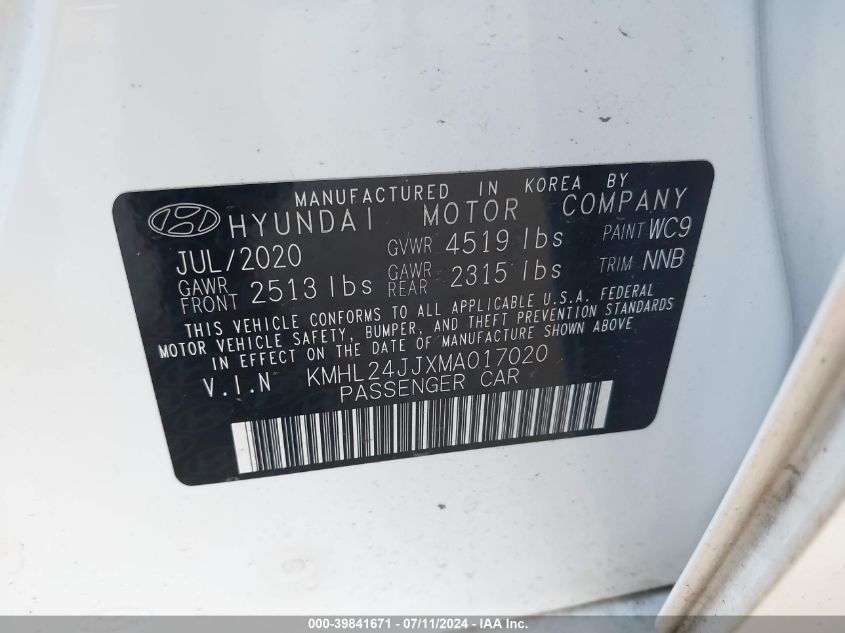 MANUFACTURED IN KOREA BY
HYUNDAI MOTOR COMPANY
JUL/2020 GVWR 4519 lbs PAINT WC9
GAWR FRONT 2513 lbs GAWR REAR 2315 lbs TRIM NNB
THIS VEHICLE CONFORMS TO ALL APPLICABLE U.S.A. FEDERAL
MOTOR VEHICLE SAFETY, BUMPER, AND THEFT PREVENTION STANDARDS
IN EFFECT ON THE DATE OF MANUFACTURE SHOWN ABOVE
V.I.N KMHL24JJXMA017020
PASSENGER CAR
000-39841671 - 07/11/2024 - IAA Inc.